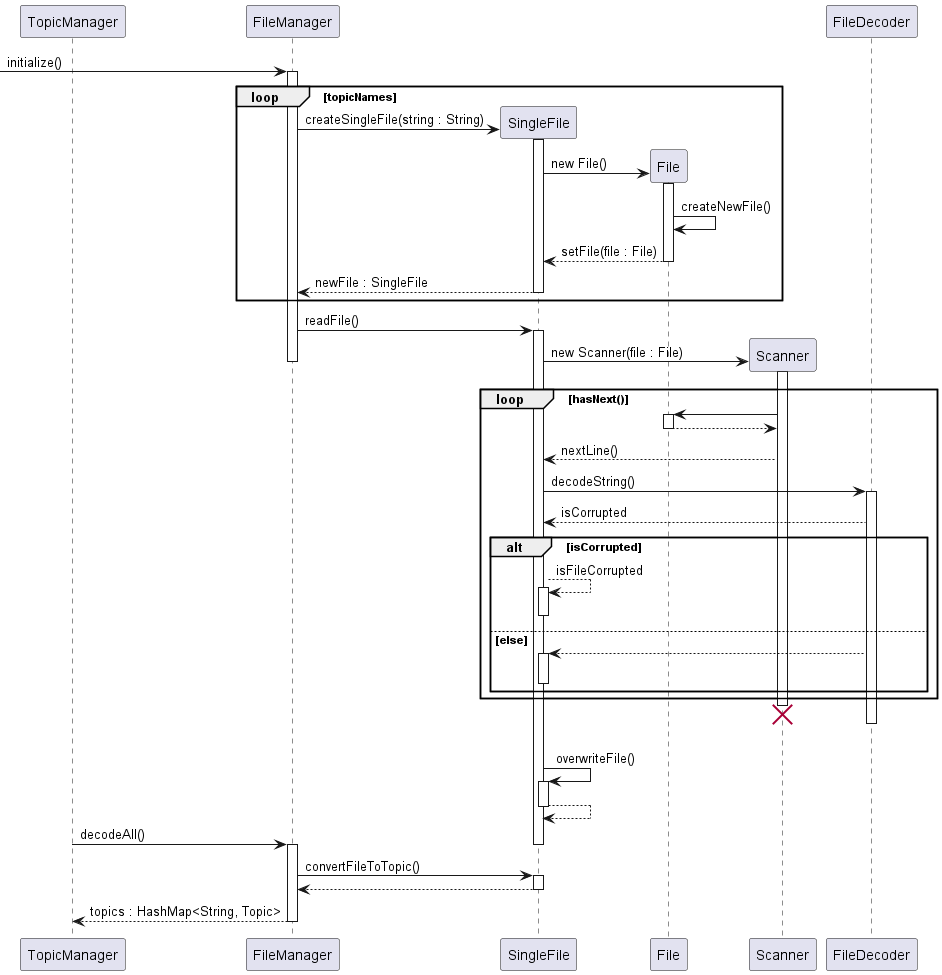 TopicManager
FileManager
FileDecoder
initialize()
loop
[topicNames]
createSingleFile(string : String)
SingleFile
new File()
File
createNewFile()
setFile(file : File)
newFile : SingleFile
readFile()
new Scanner(file : File)
Scanner
loop
[hasNext()]
nextLine()
decodeString()
isCorrupted
alt
[isCorrupted]
isFileCorrupted
[else]
overwriteFile()
decodeAll()
convertFileToTopic()
topics : HashMap<String, Topic>
TopicManager
FileManager
SingleFile
File
Scanner
FileDecoder